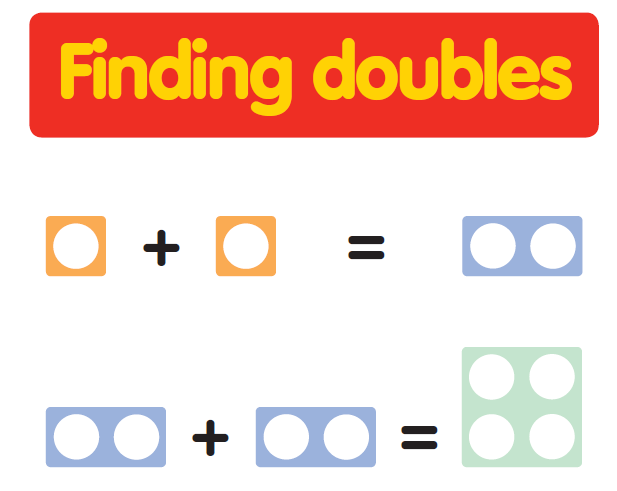 Finding doubles
+ =
+ =